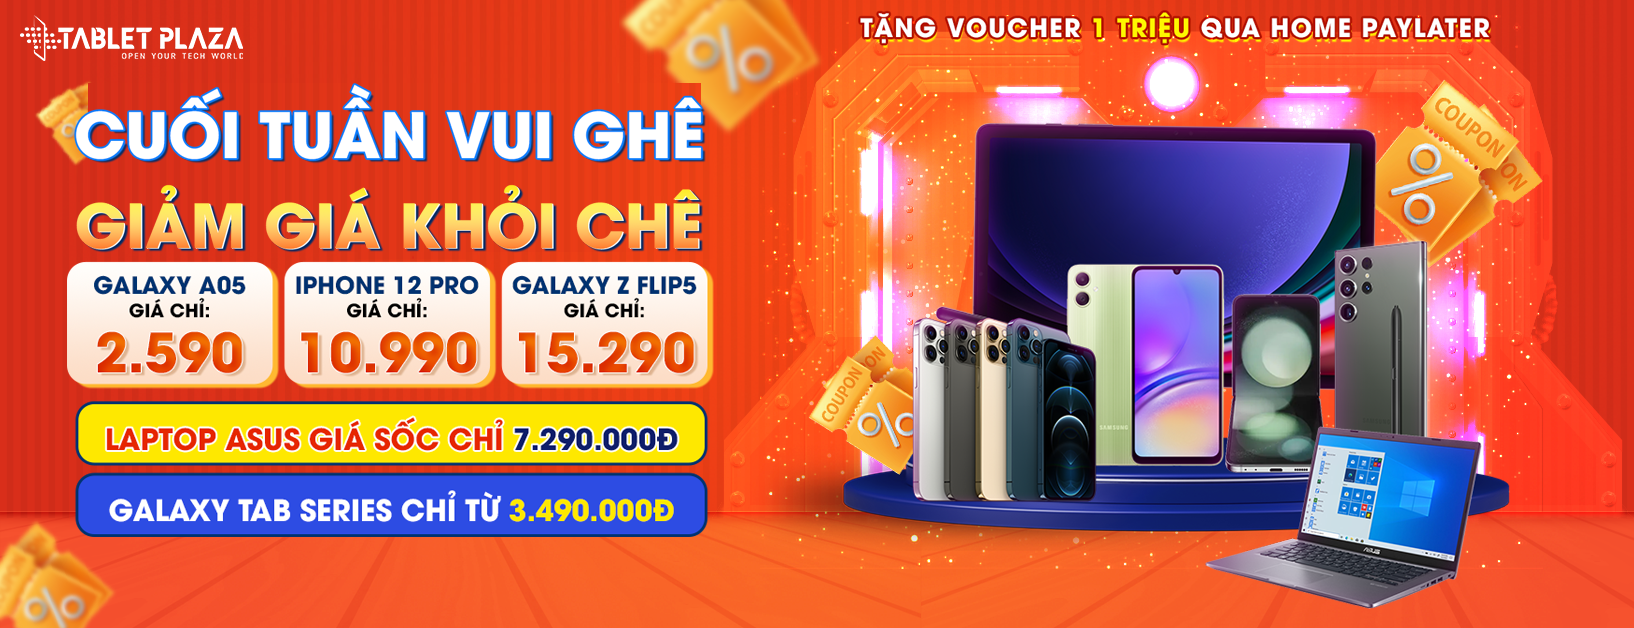 TABLET PLAZA
OPEN YOUR TECH WORLD
TẶNG VOUCHER 1 TRIỆU QUA HOME PAYLATER
CUỐI TUẦN VUI GHÊ
GIẢM GIÁ KHỎI CHÊ
GALAXY A05
GIÁ CHỈ:
2.590
IPHONE 12 PRO
GIÁ CHỈ:
10.990
GALAXY Z FLIP5
GIÁ CHỈ:
15.290
LAPTOP ASUS GIÁ SỐC CHỈ 7.290.000Đ
GALAXY TAB SERIES CHỈ TỪ 3.490.000Đ
COUPON
%
COUPON
%
COUPON
%
SAMSUNG
ASUS